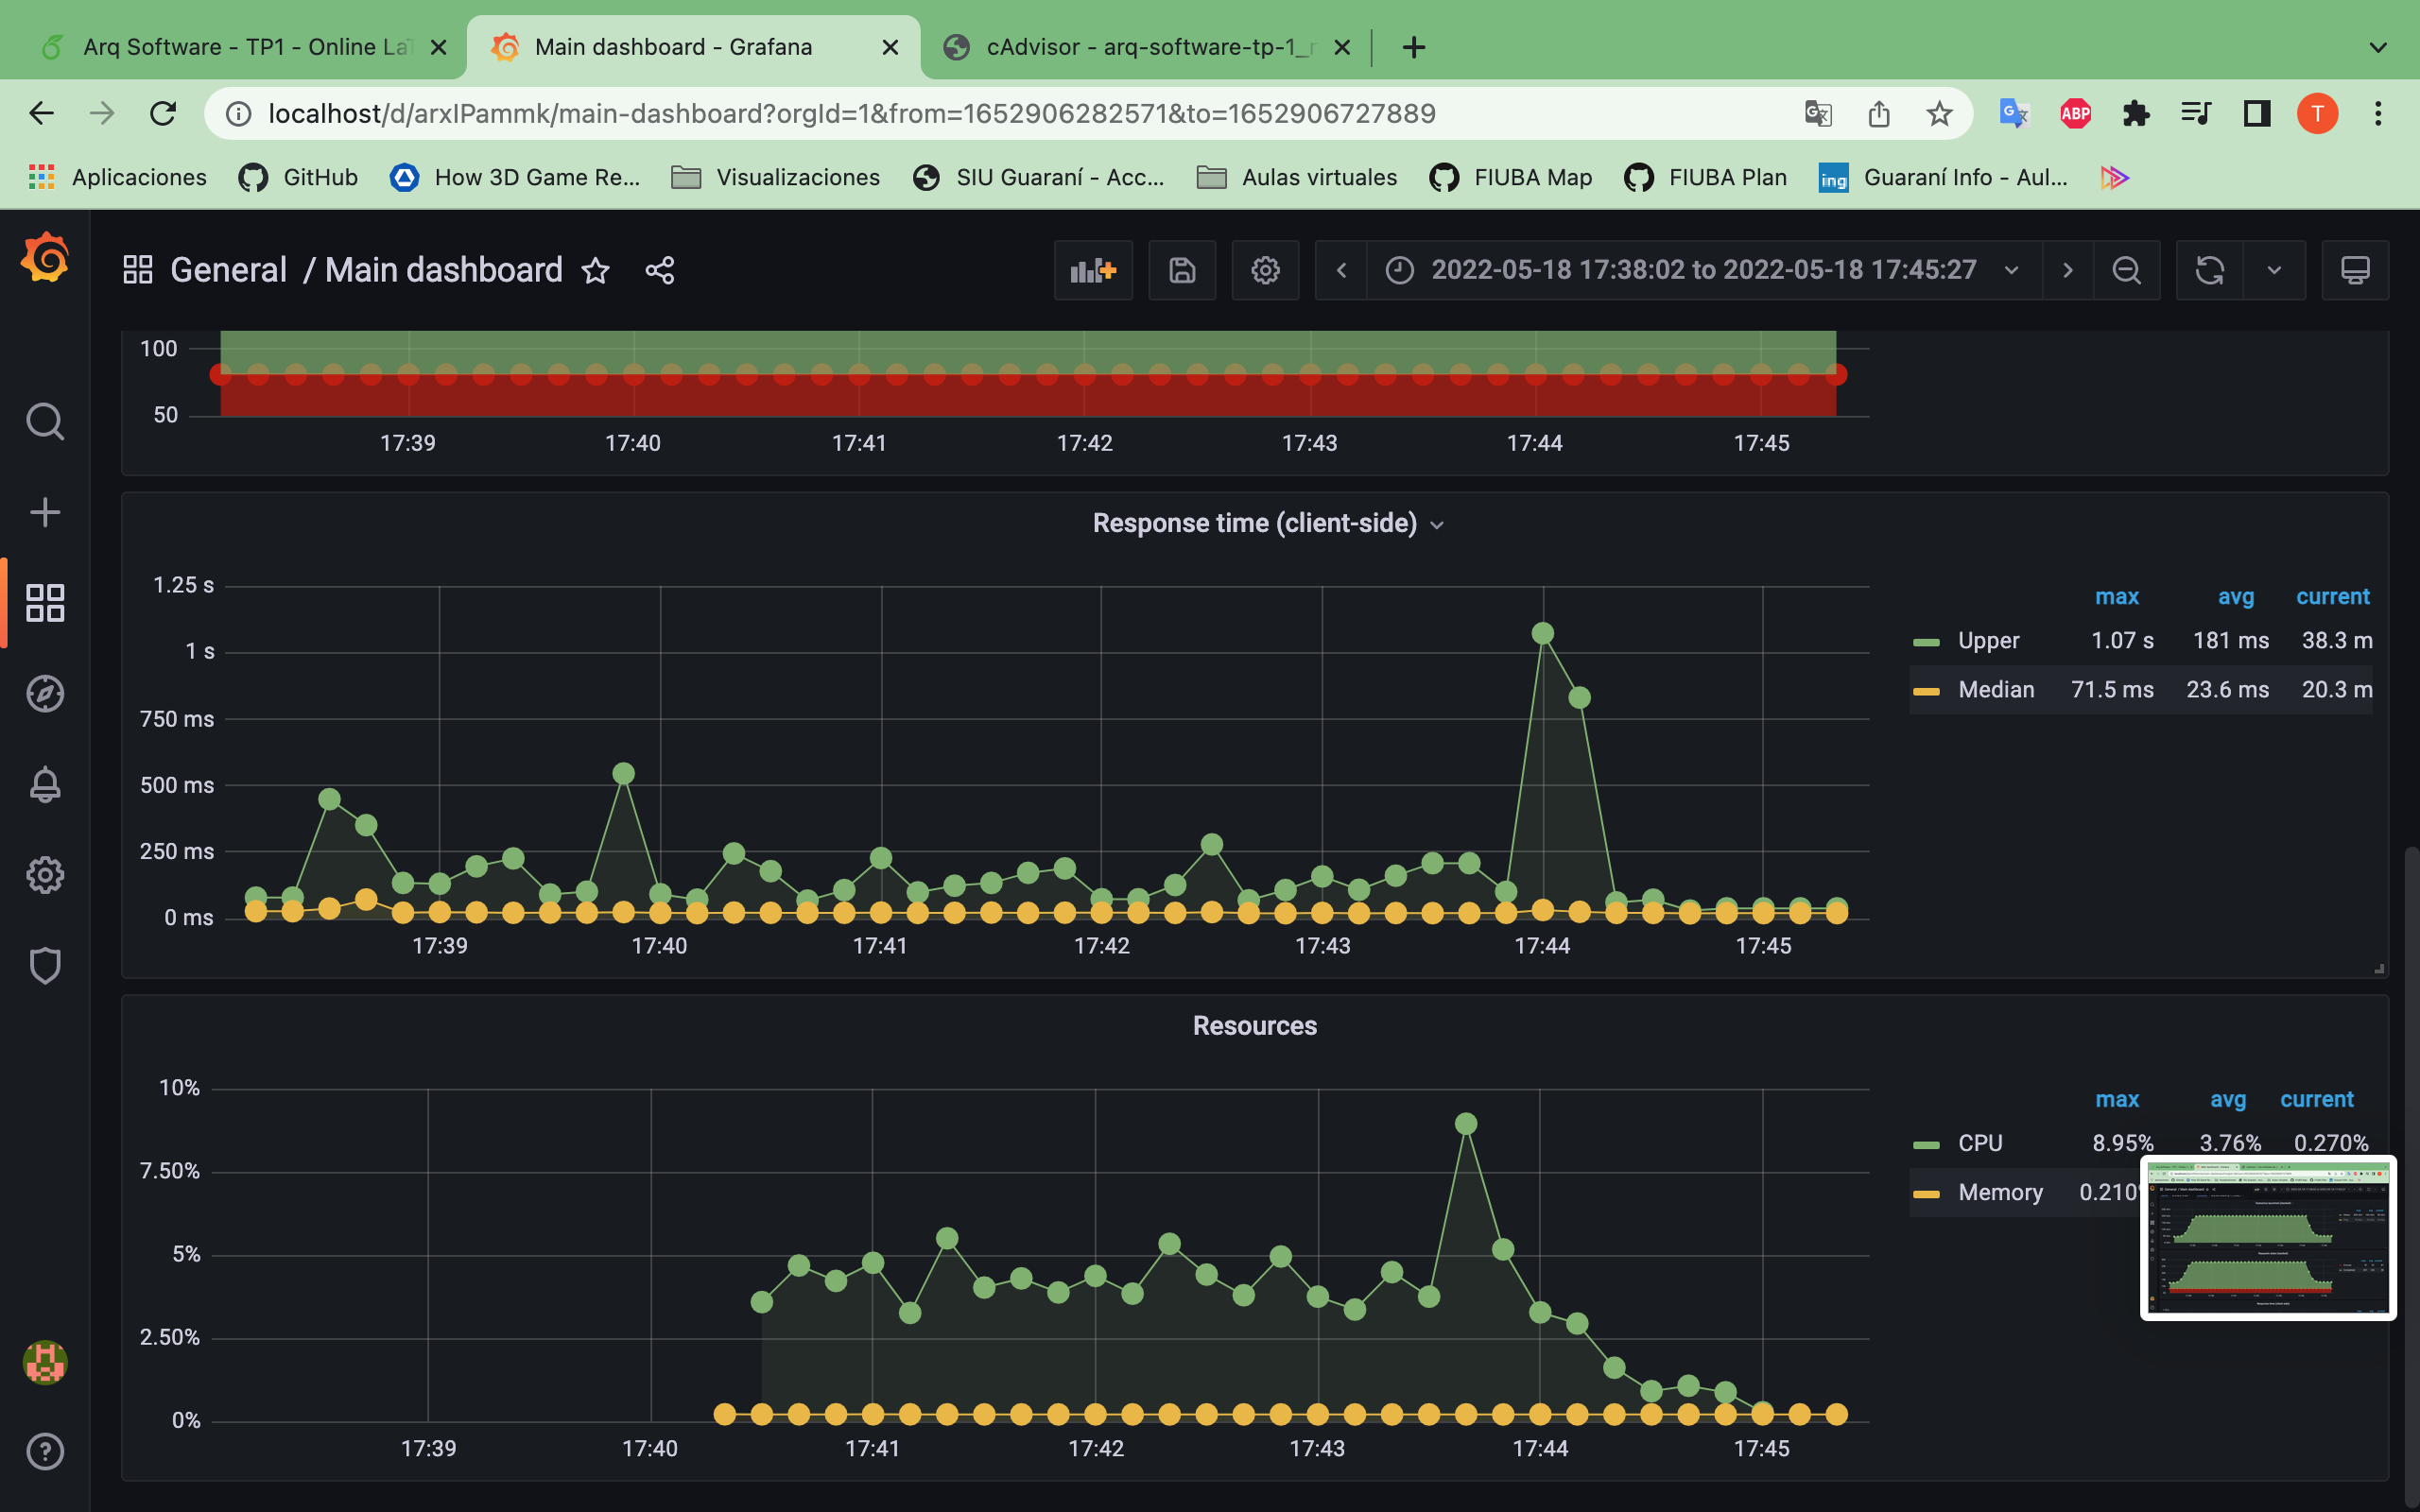 Arq Software - TP1 - Online LaT
Main dashboard - Grafana
cAdvisor - arq-software-tp-1_r
localhost/d/arxIPammk/main-dashboard?orgId=1&from=1652906282571&to=1652906727889
ABP
T
Aplicaciones
GitHub
How 3D Game Re...
Visualizaciones
SIU Guaraní - Acc...
Aulas virtuales
FIUBA Map
FIUBA Plan
ing
Guaraní Info - Aul...
General / Main dashboard
2022-05-18 17:38:02 to 2022-05-18 17:45:27
100
50
17:39 17:40 17:41 17:42 17:43 17:44 17:45
Response time (client-side)
1.25 s
1 s
750 ms
500 ms
250 ms
0 ms
17:39 17:40 17:41 17:42 17:43 17:44 17:45
max avg current
Upper 1.07 s 181 ms 38.3 m
Median 71.5 ms 23.6 ms 20.3 m
Resources
10%
7.50%
5%
2.50%
0%
17:39 17:40 17:41 17:42 17:43 17:44 17:45
max avg current
CPU 8.95% 3.76% 0.270%
Memory 0.210%